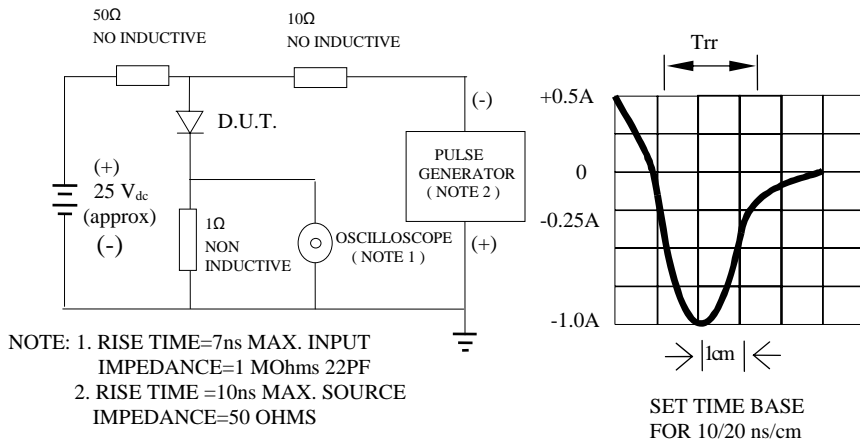 50Ω
NO INDUCTIVE
10Ω
NO INDUCTIVE
D.U.T.
(+)
25 Vdc
(approx)
(-)
1Ω
NON
INDUCTIVE
OSCILLOSCOPE
( NOTE 1 )
(-)
PULSE
GENERATOR
( NOTE 2 )
(+)
NOTE: 1. RISE TIME=7ns MAX. INPUT
IMPEDANCE=1 MOhms 22PF
2. RISE TIME =10ns MAX. SOURCE
IMPEDANCE=50 OHMS
Trr
+0.5A
0
-0.25A
-1.0A
1cm
SET TIME BASE
FOR 10/20 ns/cm